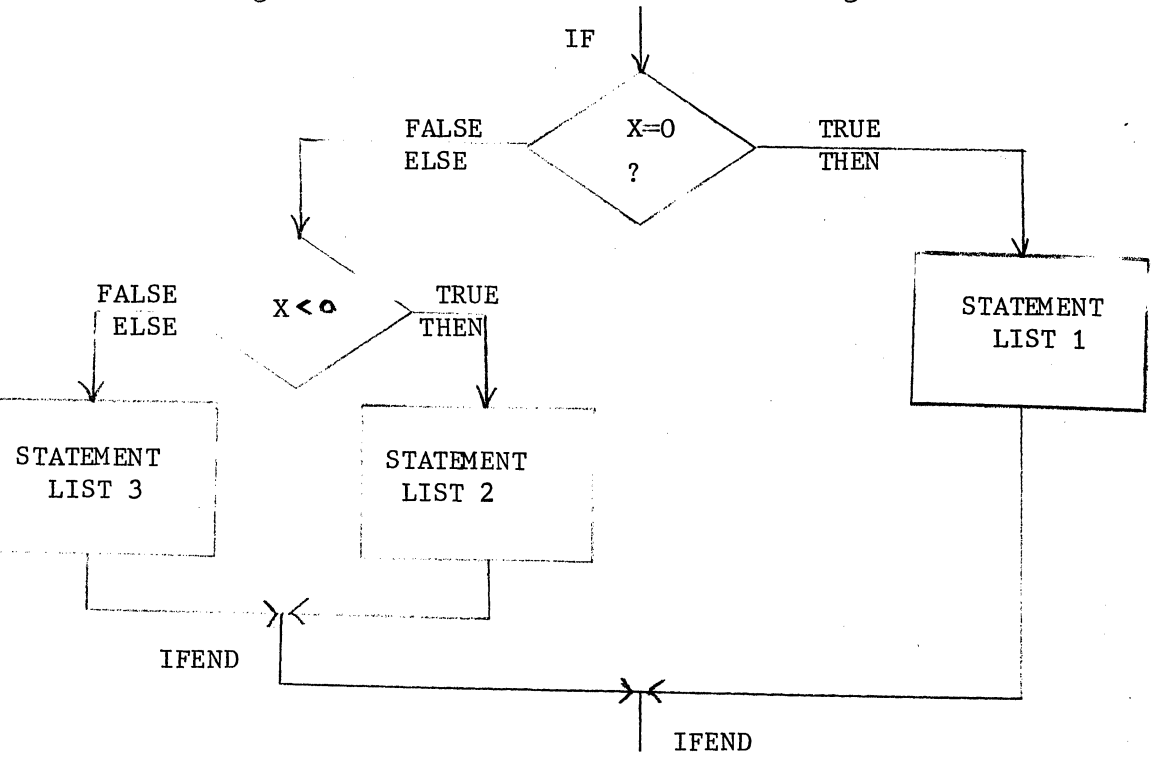 IF
X=0
?
FALSE
ELSE
TRUE
THEN
X<0
FALSE
ELSE
TRUE
THEN
STATEMENT
LIST 1
STATEMENT
LIST 3
STATEMENT
LIST 2
IFEND
IFEND